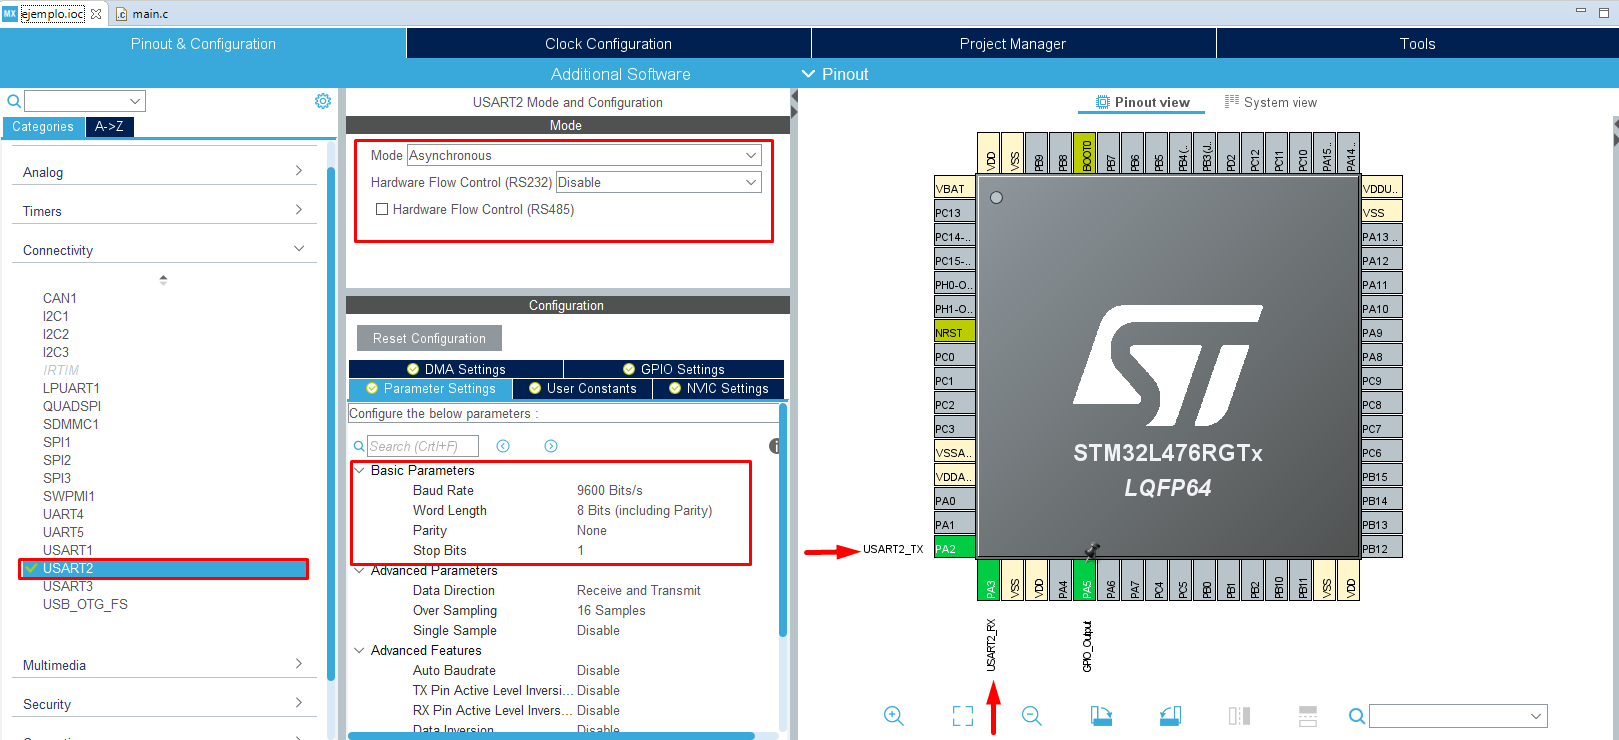 MX ejemplo.ioc
main.c
Pinout & Configuration
Clock Configuration
Project Manager
Tools
Additional Software
Pinout
Categories
A->Z
Analog
Timers
Connectivity
CAN1
I2C1
I2C2
I2C3
IRTIM
LPUART1
QUADSPI
SDMMC1
SPI1
SPI2
SPI3
SWPMI1
UART4
UART5
USART1
USART2
USART3
USB_OTG_FS
Multimedia
Security
USART2 Mode and Configuration
Mode
Mode Asynchronous
Hardware Flow Control (RS232) Disable
Hardware Flow Control (RS485)
Configuration
Reset Configuration
DMA Settings
GPIO Settings
Parameter Settings
User Constants
NVIC Settings
Configure the below parameters :
Search (CrtI+F)
Basic Parameters
Baud Rate 9600 Bits/s
Word Length 8 Bits (including Parity)
Parity None
Stop Bits 1
Advanced Parameters
Data Direction Receive and Transmit
Over Sampling 16 Samples
Single Sample Disable
Advanced Features
Auto Baudrate Disable
TX Pin Active Level Inversi... Disable
RX Pin Active Level Invers... Disable
Data Inversion Disable
Pinout view
System view
VDD
VSS
PB9
PB8
BOOT0
PB7
PB6
PB5
PB4 (..
PB3 (J..
PD2
PC12
PC11
PC10
PA15..
PA14..
VBAT
PC13
PC14-..
PC15-..
PH0-O..
PH1-O..
NRST
PC0
PC1
PC2
PC3
VSSA..
VDDA..
PA0
PA1
USART2_TX PA2
VDDU..
VSS
PA13 ..
PA12
PA11
PA10
PA9
PA8
PC9
PC8
PC7
PC6
PB15
PB14
PB13
PB12
STM32L476RGTx
LQFP64
PA3
VSS
VDD
PA4
PA5
PA6
PA7
PC4
PC5
PB0
PB1
PB2
PB10
PB11
VSS
VDD
USART2_RX
GPIO_Output